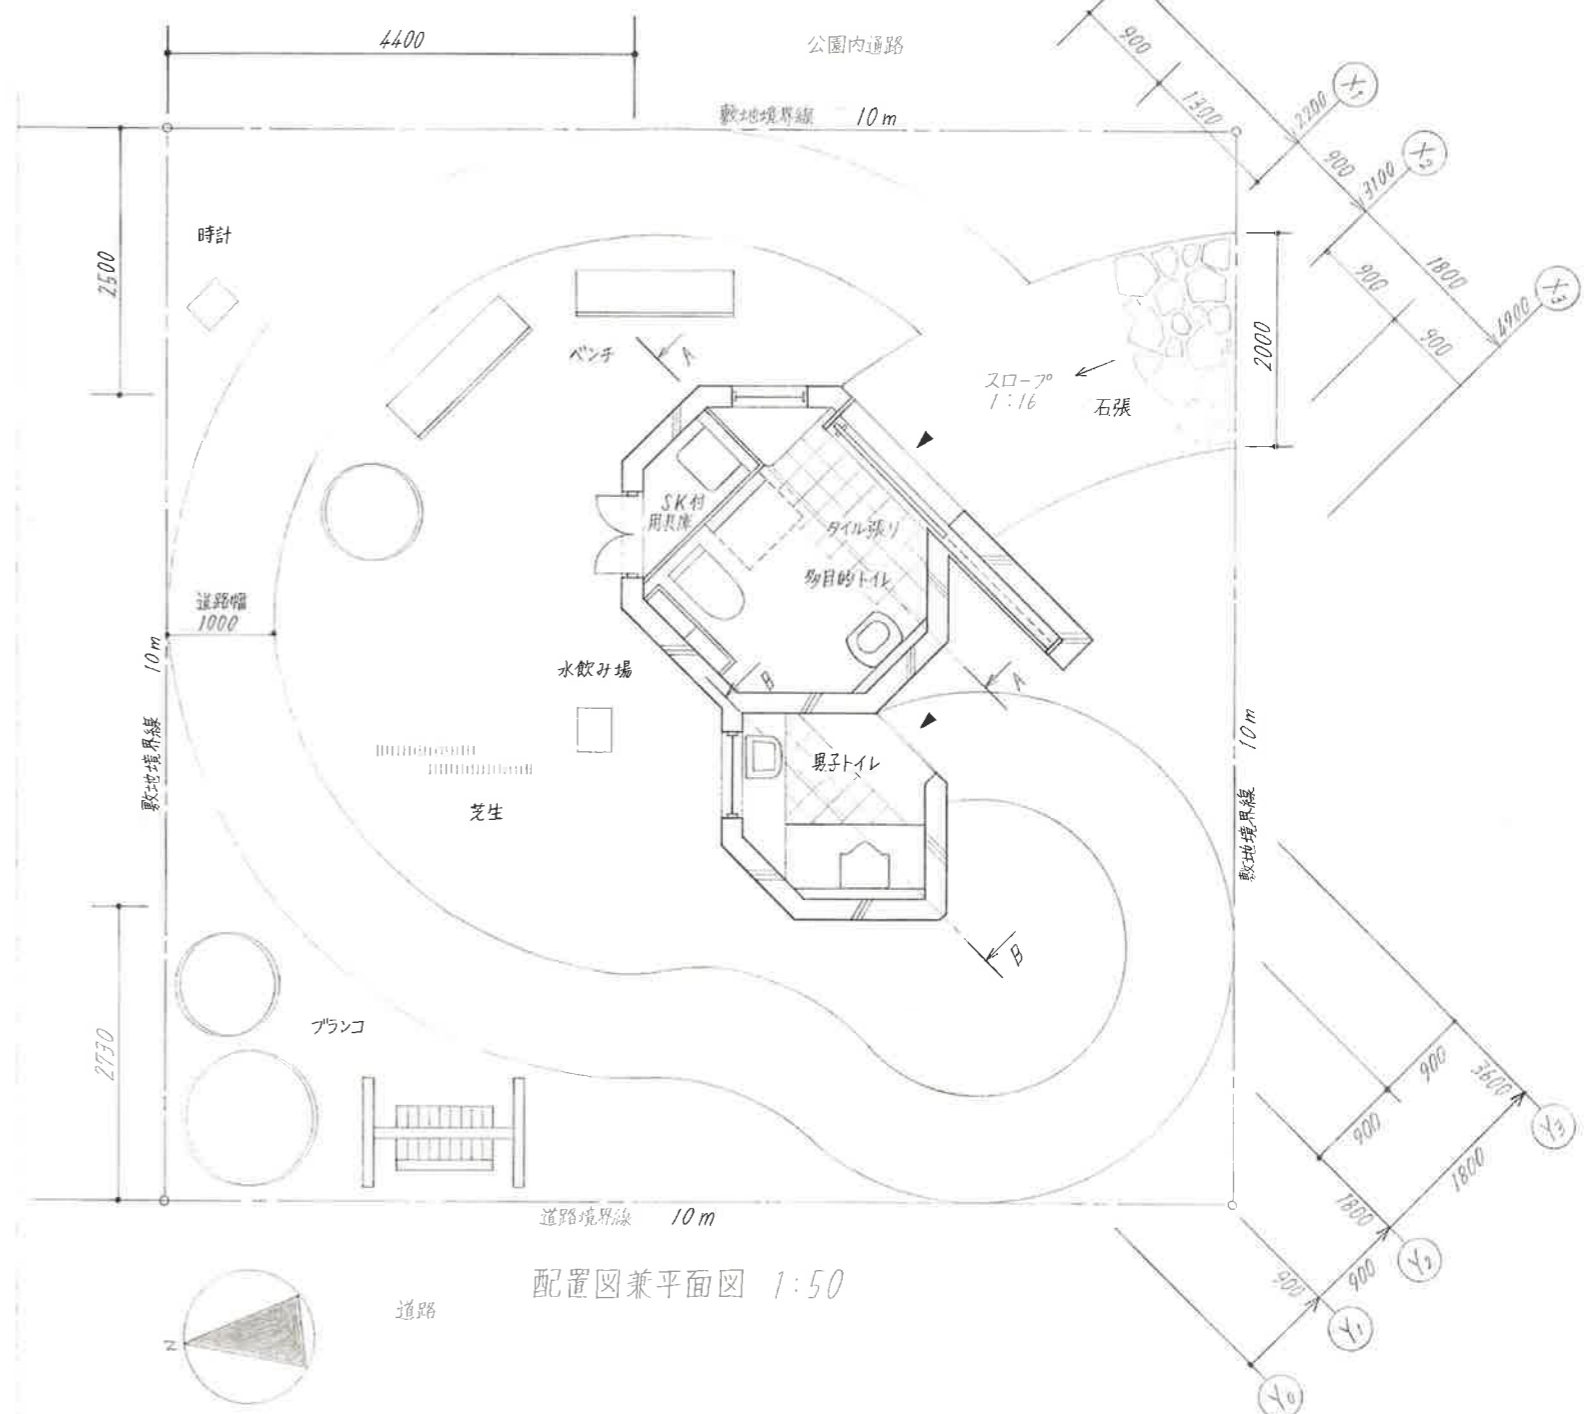 4400
公園内通路
敷地境界線 10m
900
1300
2200
X1
900
3100
X2
1800
900
900
4900
X3
時計
2500
ベンチ
A
スロープ
1:16
石張
2000
SK付
用具庫
タイル張り
多目的トイレ
道路幅
1000
敷地境界線 10m
水飲み場
B
A
男子トイレ
芝生
敷地境界線 10m
B
2730
ブランコ
900
3600
900
Y3
1800
1800
Y2
900
900
Y1
Y0
道路境界線 10m
配置図兼平面図 1:50
道路
N